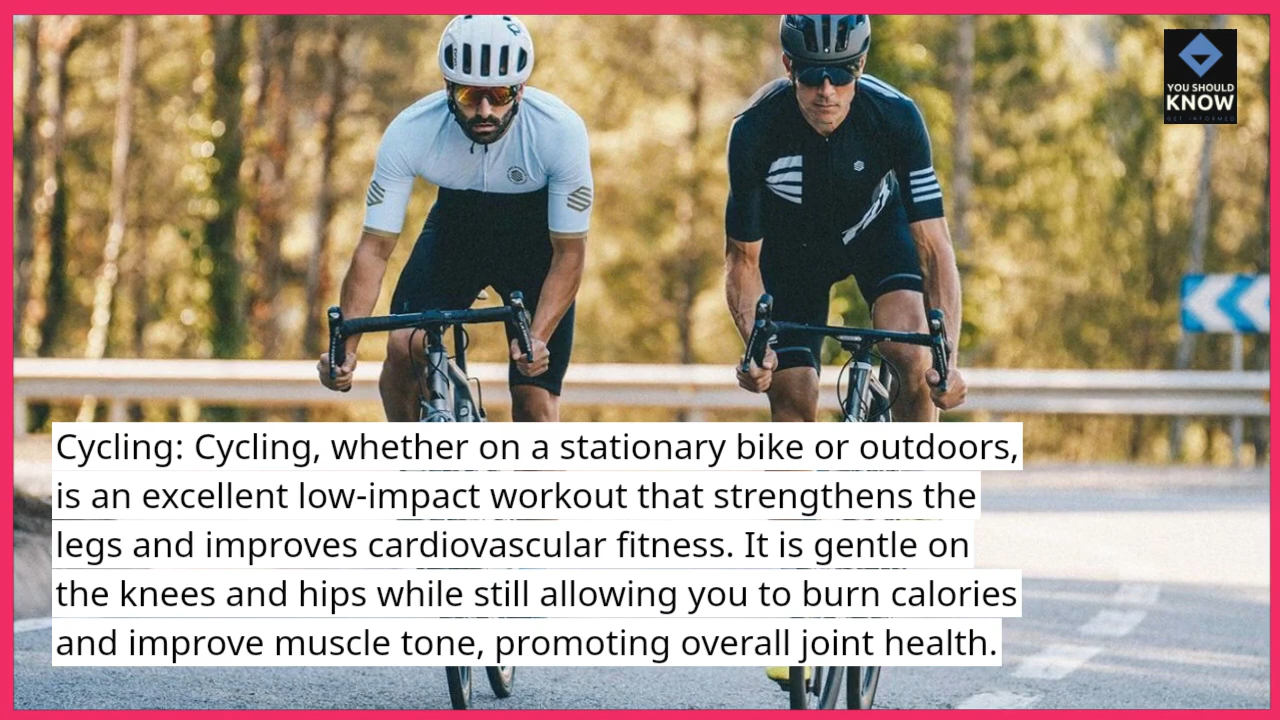 YOU SHOULD
KNOW
GET INFORMED
Cycling: Cycling, whether on a stationary bike or outdoors,
is an excellent low-impact workout that strengthens the
legs and improves cardiovascular fitness. It is gentle on
the knees and hips while still allowing you to burn calories
and improve muscle tone, promoting overall joint health.